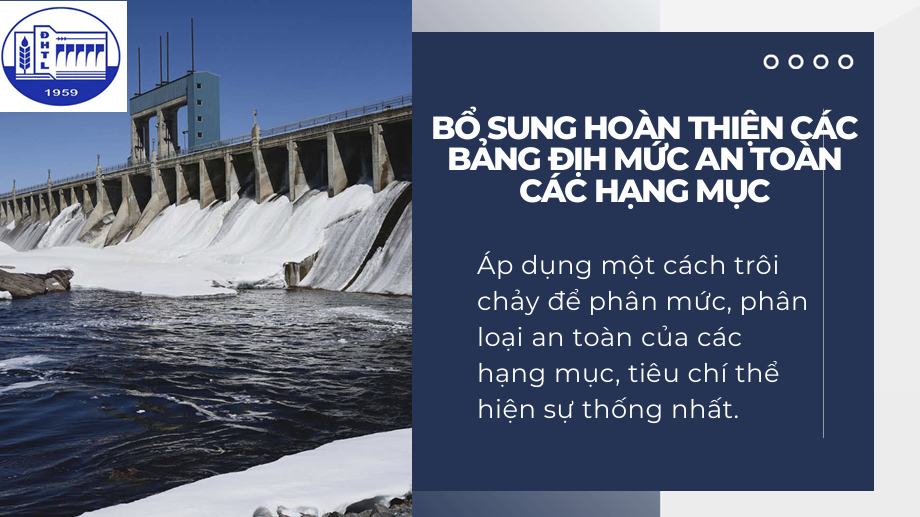 ĐHTL
1959
BỔ SUNG HOÀN THIỆN CÁC
BẢNG ĐỊH MỨC AN TOÀN
CÁC HẠNG MỤC
Áp dụng một cách trôi
chảy để phân mức, phân
loại an toàn của các
hạng mục, tiêu chí thể
hiện sự thống nhất.